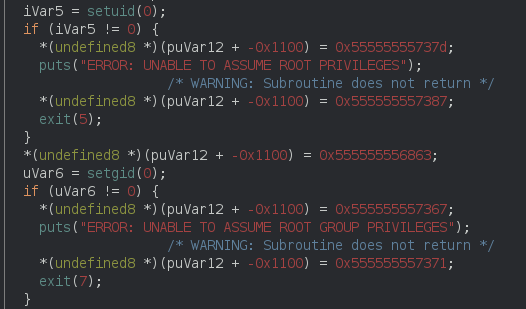 iVar5 = setuid(0);
if (iVar5 != 0) {
*(undefined8 *)(puVar12 + -0x1100) = 0x55555555737d;
puts("ERROR: UNABLE TO ASSUME ROOT PRIVILEGES");
/* WARNING: Subroutine does not return */
*(undefined8 *)(puVar12 + -0x1100) = 0x555555557387;
exit(5);
}
*(undefined8 *)(puVar12 + -0x1100) = 0x555555556863;
uVar6 = setgid(0);
if (uVar6 != 0) {
*(undefined8 *)(puVar12 + -0x1100) = 0x555555557367;
puts("ERROR: UNABLE TO ASSUME ROOT GROUP PRIVILEGES");
/* WARNING: Subroutine does not return */
*(undefined8 *)(puVar12 + -0x1100) = 0x555555557371;
exit(7);
}